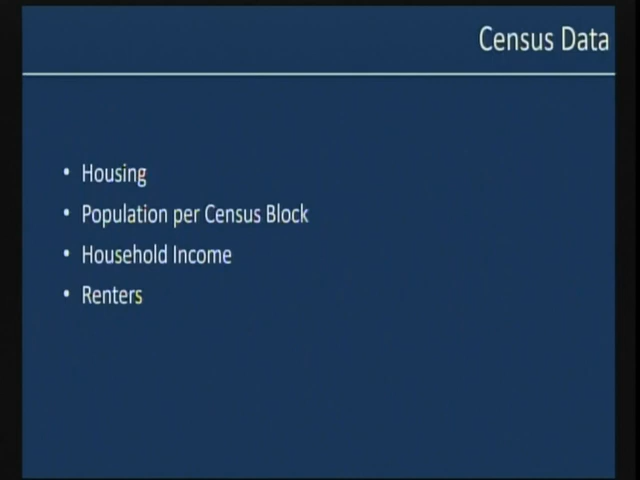 Census Data
• Housing
• Population per Census Block
• Household Income
• Renters